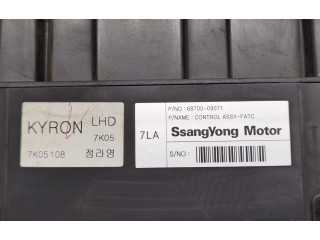 KYRON LHD
7K05
7K05108 정라영
7LA
P/NO : 68700-09071
P/NAME : CONTROL ASSY-FATC
SsangYong Motor
S/NO :